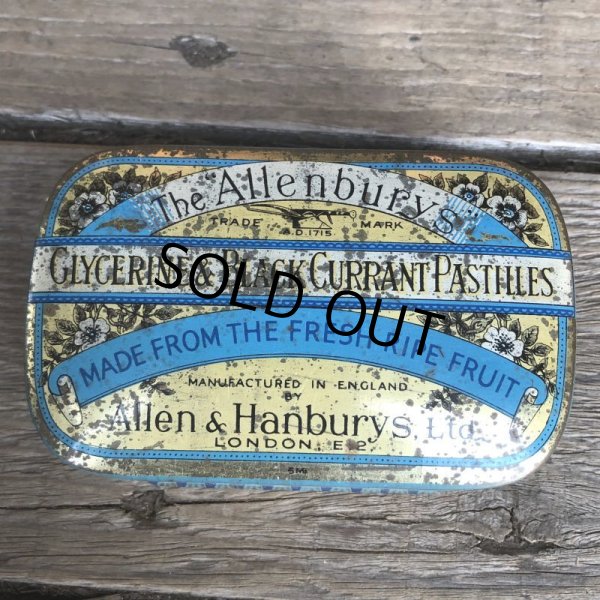 The "Allenburys"
TRADE MARK
A.D. 1715.
GLYCERINE & BLACK CURRANT PASTILLES
SOLD OUT
MADE FROM THE FRESH RIPE FRUIT
MANUFACTURED IN ENGLAND
BY
Allen & Hanburys Ltd.
LONDON, E.2.